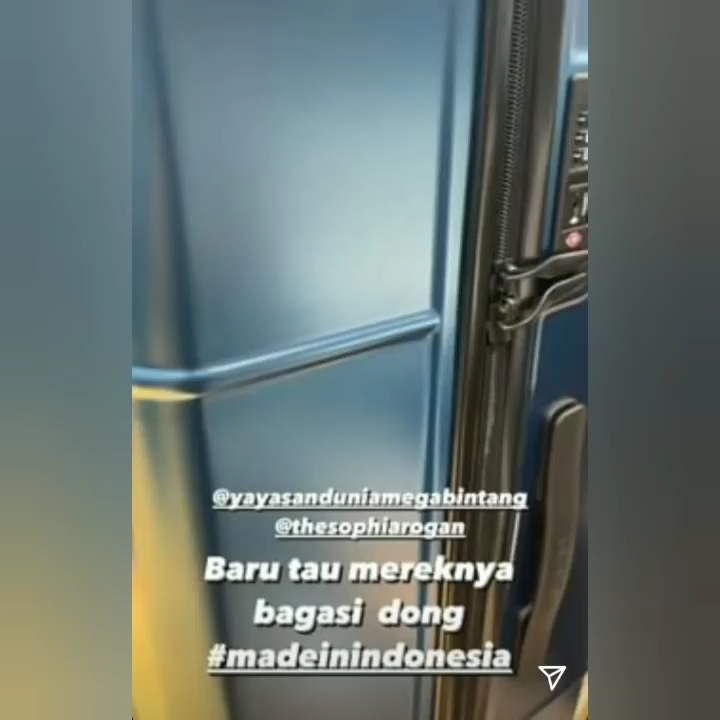 @yayasanduniamegabintang
@thesophiarogan
Baru tau mereknya
bagasi dong
#madeinindonesia